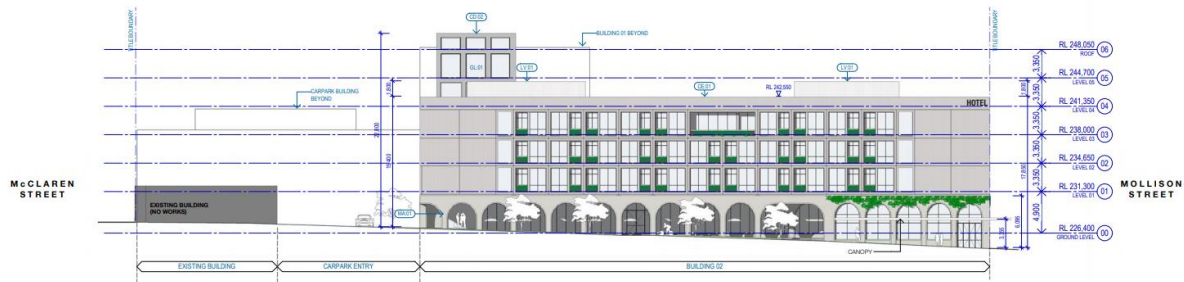 TITLE BOUNDARY
CD:02
BUILDING 01 BEYOND
TITLE BOUNDARY
RL 248,050
ROOF
06
3,350
GL:01
LV:01
LV:01
RL 244,700
LEVEL 05
05
CARPARK BUILDING
BEYOND
CE:01
RL 242,550
3,350
HOTEL
RL 241,350
LEVEL 04
04
3,350
RL 238,000
LEVEL 03
03
3,350
RL 234,650
LEVEL 02
02
3,350
McCLAREN
STREET
RL 231,300
LEVEL 01
01
MOLLISON
STREET
EXISTING BUILDING
(NO WORKS)
MA:01
4,900
RL 226,400
GROUND LEVEL
00
CANOPY
EXISTING BUILDING
CARPARK ENTRY
BUILDING 02